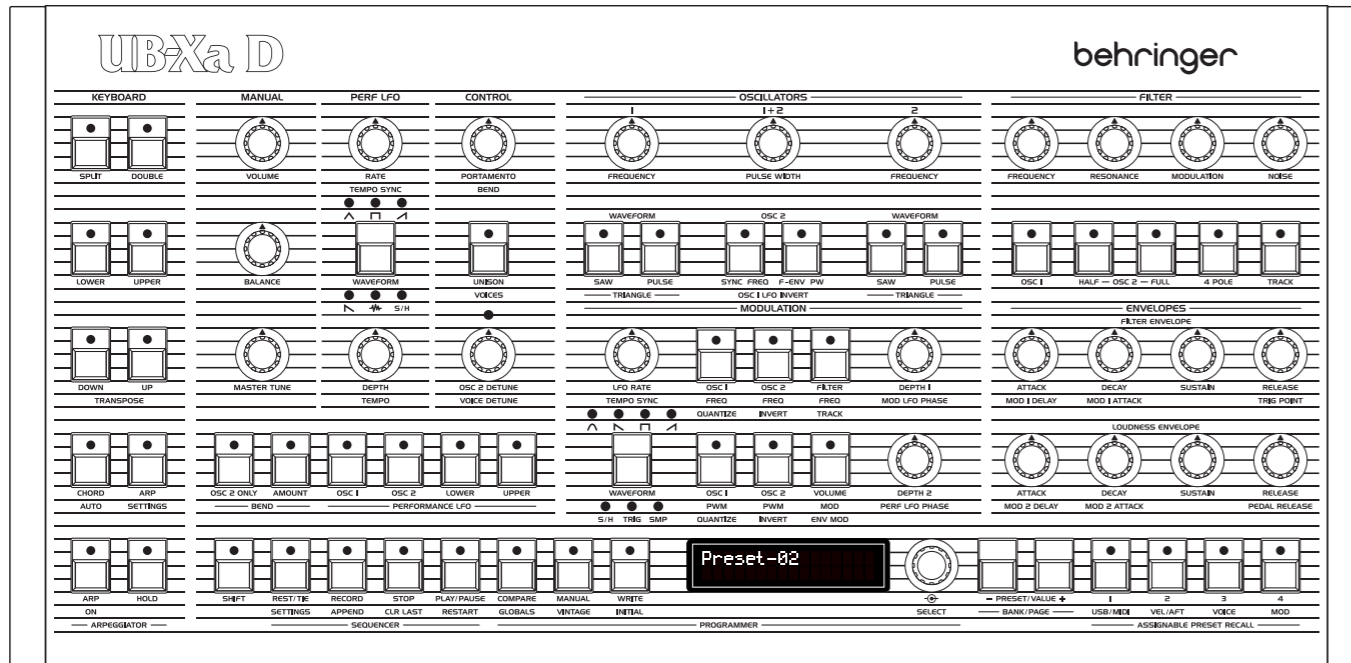 UB-Xa D
behringer
KEYBOARD MANUAL PERF LFO CONTROL OSCILLATORS FILTER
1 1+2 2
SPLIT DOUBLE VOLUME RATE PORTAMENTO FREQUENCY PULSE WIDTH FREQUENCY FREQUENCY RESONANCE MODULATION NOISE
TEMPO SYNC BEND
WAVEFORM OSC 2 WAVEFORM
LOWER UPPER BALANCE WAVEFORM UNISON SAW PULSE SYNC FREQ F-ENV PW SAW PULSE OSC 1 HALF — OSC 2 — FULL 4 POLE TRACK
S/H VOICES TRIANGLE OSC 1 LFO INVERT TRIANGLE
MODULATION ENVELOPES
FILTER ENVELOPE
DOWN UP MASTER TUNE DEPTH OSC 2 DETUNE LFO RATE OSC 1 OSC 2 FILTER DEPTH 1 ATTACK DECAY SUSTAIN RELEASE
TRANSPOSE TEMPO VOICE DETUNE TEMPO SYNC FREQ FREQ FREQ MOD LFO PHASE MOD 1 DELAY MOD 1 ATTACK TRIG POINT
QUANTIZE INVERT TRACK
LOUDNESS ENVELOPE
CHORD ARP OSC 2 ONLY AMOUNT OSC 1 OSC 2 LOWER UPPER WAVEFORM OSC 1 OSC 2 VOLUME DEPTH 2 ATTACK DECAY SUSTAIN RELEASE
AUTO SETTINGS BEND PERFORMANCE LFO PWM PWM MOD PERF LFO PHASE MOD 2 DELAY MOD 2 ATTACK PEDAL RELEASE
S/H TRIG SMP QUANTIZE INVERT ENV MOD
Preset-02
ARP HOLD SHIFT REST/TIE RECORD STOP PLAY/PAUSE COMPARE MANUAL WRITE — PRESET/VALUE + 1 2 3 4
ON SETTINGS APPEND CLR LAST RESTART GLOBALS VINTAGE INITIAL SELECT BANK/PAGE USB/MIDI VEL/AFT VOICE MOD
ARPEGGIATOR SEQUENCER PROGRAMMER ASSIGNABLE PRESET RECALL